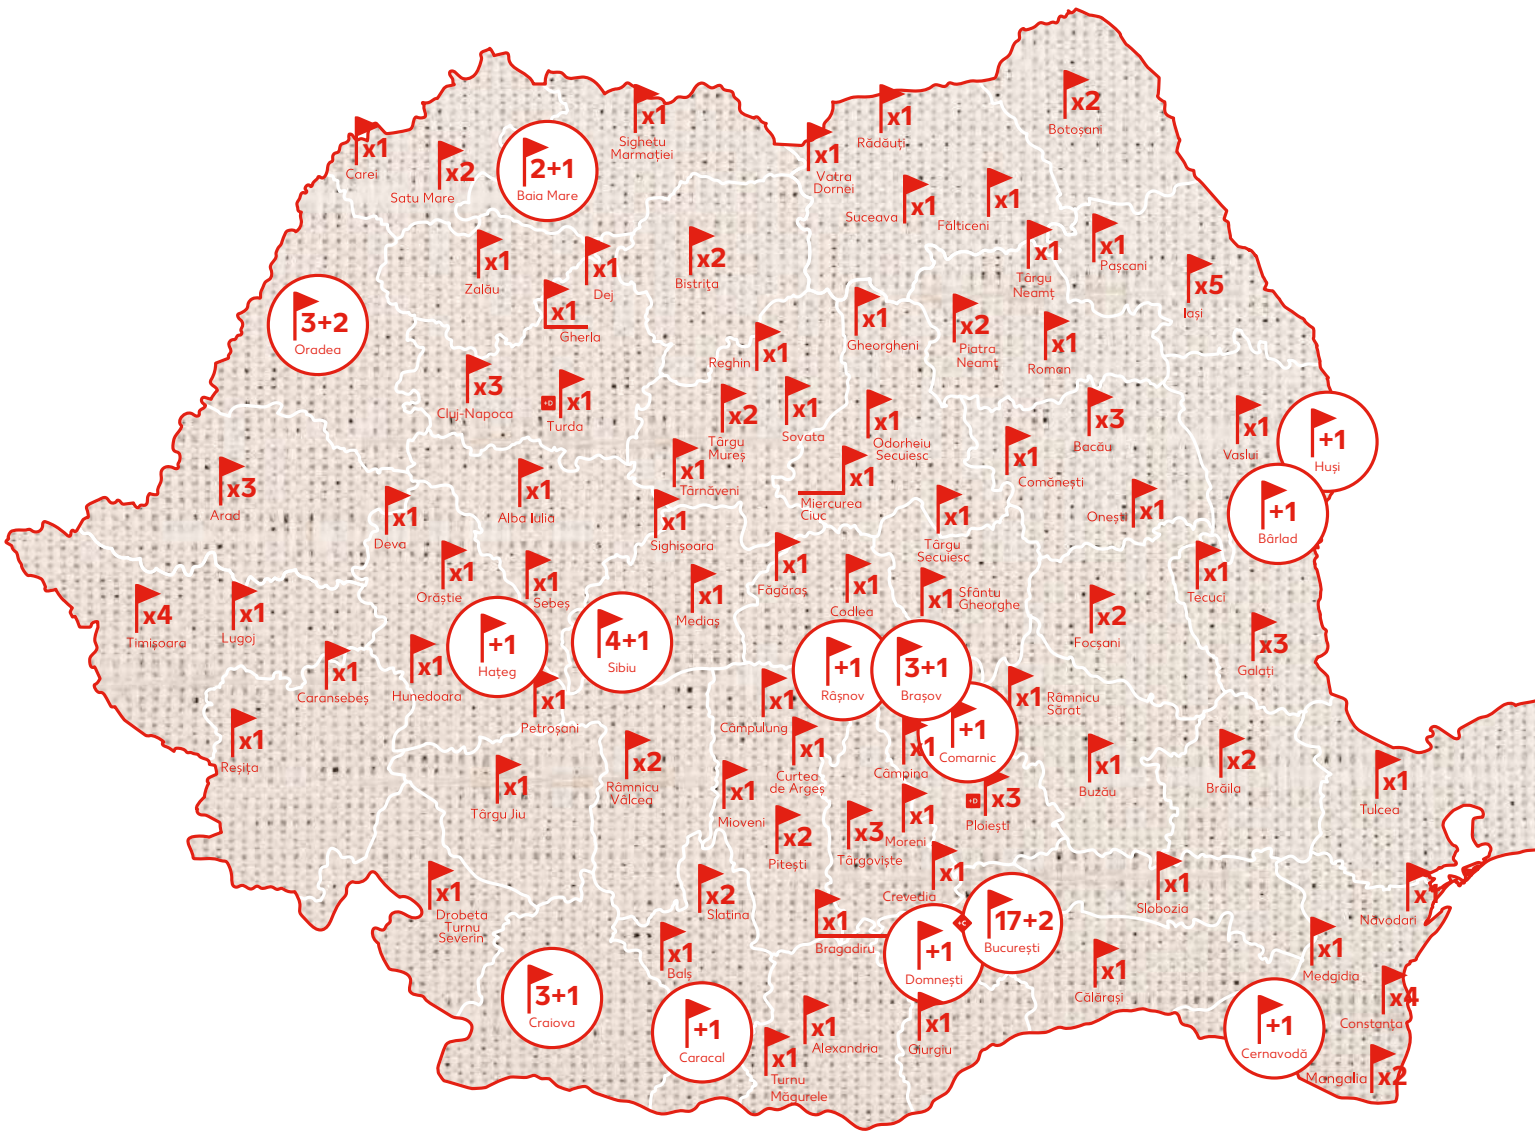 x2
Botoșani
x1
Sighetu
Marmației
x1
Rădăuți
x1
Carei
x1
Vatra
Dornei
x2
Satu Mare
2+1
Baia Mare
x1
Suceava
x1
Fălticeni
x1
Zalău
x1
Dej
x2
Bistrița
x1
Târgu
Neamț
x1
Pașcani
x5
Iași
x1
Gherla
3+2
Oradea
x1
Gheorgheni
x2
Piatra
Neamț
x1
Roman
x1
Reghin
x3
Cluj-Napoca
+D
x1
Turda
x2
Târgu
Mureș
x1
Sovata
x1
Odorheiu
Secuiesc
x3
Bacău
x1
Vaslui
+1
Huși
x1
Comănești
x1
Târnăveni
x1
Miercurea
Ciuc
x3
Arad
x1
Alba Iulia
x1
Deva
x1
Sighișoara
x1
Târgu
Secuiesc
x1
Onești
+1
Bârlad
x1
Orăștie
x1
Sebeș
x1
Mediaș
x1
Făgăraș
x1
Codlea
x1
Sfântu
Gheorghe
x1
Tecuci
x4
Timișoara
x1
Lugoj
x2
Focșani
x3
Galați
x1
Caransebeș
x1
Hunedoara
+1
Hațeg
4+1
Sibiu
+1
Râșnov
3+1
Brașov
x1
Râmnicu
Sărat
x1
Petroșani
x1
Câmpulung
x1
Reșița
x1
Curtea
de Argeș
x1
Câmpina
+1
Comarnic
x2
Râmnicu
Vâlcea
x1
Buzău
x2
Brăila
x1
Tulcea
x1
Târgu Jiu
x1
Mioveni
x2
Pitești
x3
Târgoviște
x1
Moreni
+D
x3
Ploiești
x1
Drobeta
Turnu
Severin
x2
Slatina
x1
Crevedia
x1
Slobozia
x1
Năvodari
x1
Bragadiru
+C
17+2
București
+1
Domnești
x1
Balș
x1
Călărași
x1
Medgidia
3+1
Craiova
+1
Caracal
x1
Alexandria
x1
Giurgiu
x4
Constanța
+1
Cernavodă
x1
Turnu
Măgurele
x2
Mangalia